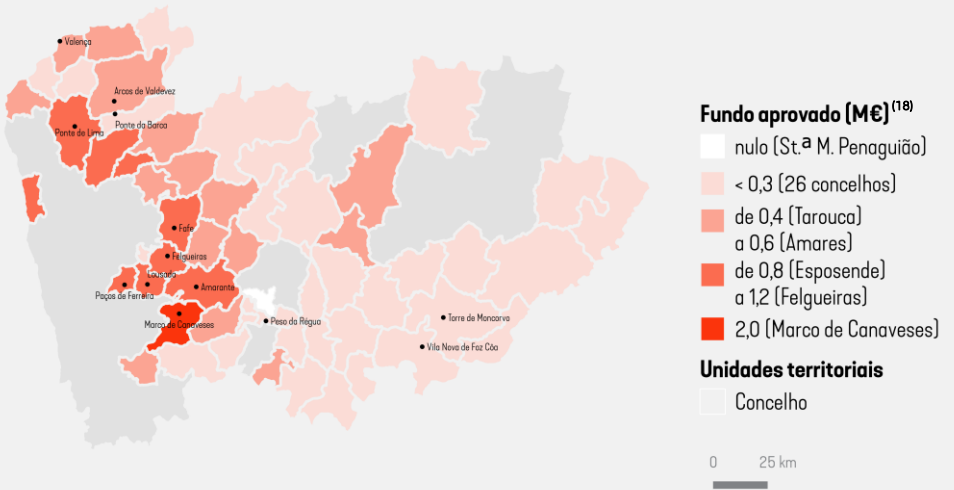 Valença
Arcos de Valdevez
Ponte da Barca
Ponte de Lima
Fafe
Felgueiras
Lousada
Paços de Ferreira
Amarante
Marco de Canaveses
Peso da Régua
Torre de Moncorvo
Vila Nova de Foz Côa
Fundo aprovado (M€)(18)
nulo (St.ª M. Penaguião)
< 0,3 (26 concelhos)
de 0,4 (Tarouca)
a 0,6 (Amares)
de 0,8 (Esposende)
a 1,2 (Felgueiras)
2,0 (Marco de Canaveses)
Unidades territoriais
Concelho
0 25 km